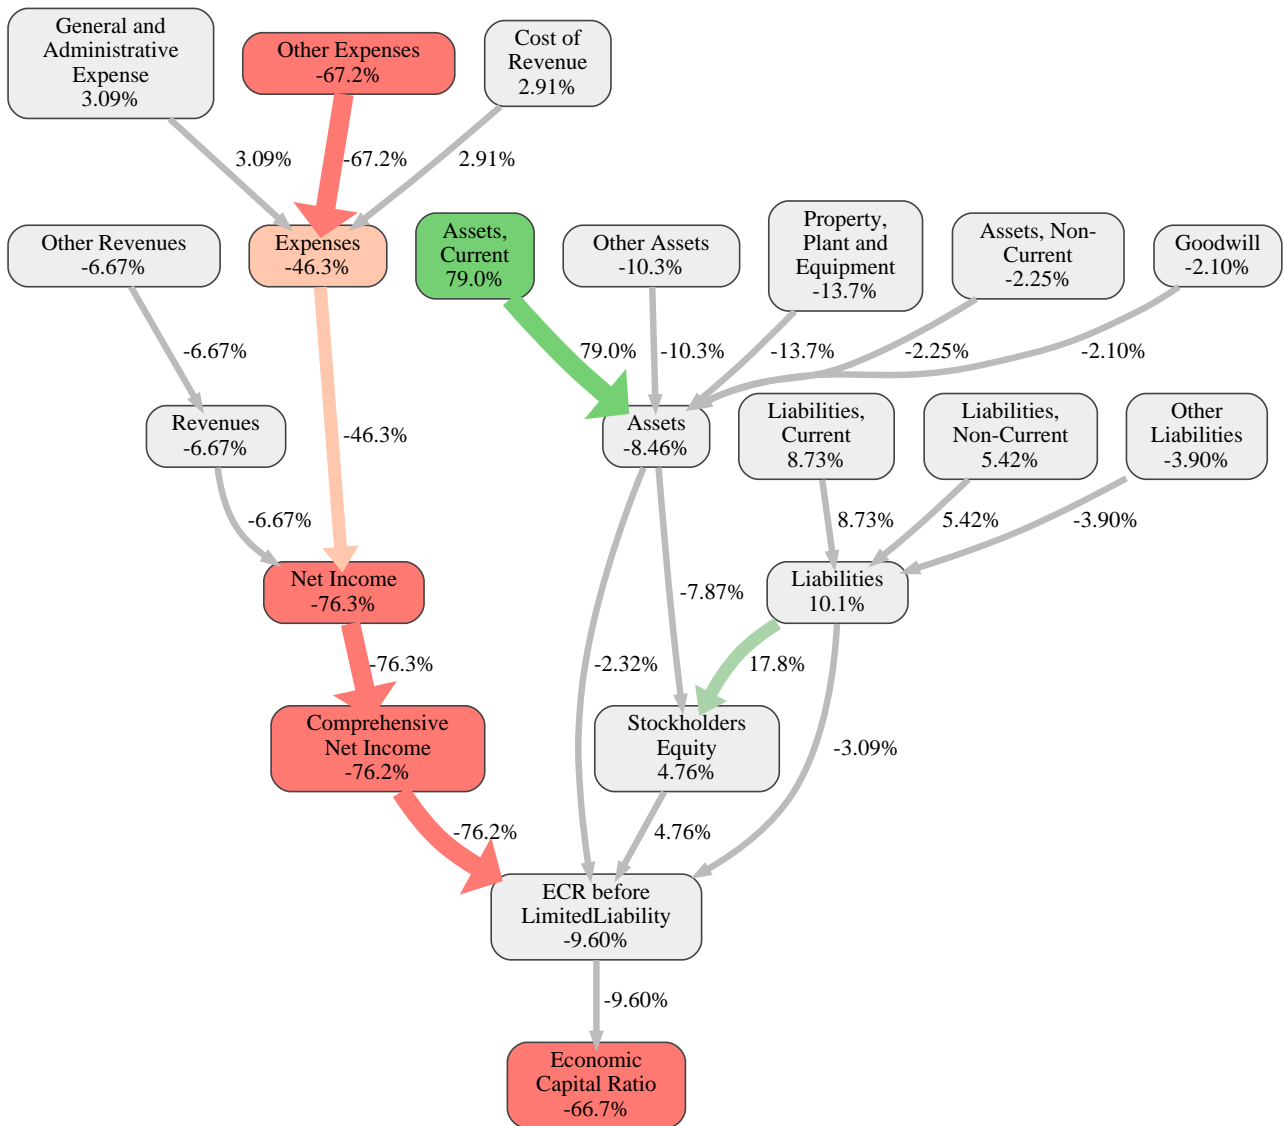 General and
Administrative
Expense
3.09%
Other Expenses
-67.2%
Cost of
Revenue
2.91%
3.09%
-67.2%
2.91%
Other Revenues
-6.67%
Expenses
-46.3%
Assets,
Current
79.0%
Other Assets
-10.3%
Property,
Plant and
Equipment
-13.7%
Assets, Non-
Current
-2.25%
Goodwill
-2.10%
-6.67%
79.0%
-10.3%
-13.7%
-2.25%
-2.10%
Revenues
-6.67%
-46.3%
Assets
-8.46%
Liabilities,
Current
8.73%
Liabilities,
Non-Current
5.42%
Other
Liabilities
-3.90%
-6.67%
8.73%
5.42%
-3.90%
Net Income
-76.3%
-7.87%
Liabilities
10.1%
-76.3%
-2.32%
17.8%
Comprehensive
Net Income
-76.2%
Stockholders
Equity
4.76%
-3.09%
-76.2%
4.76%
ECR before
LimitedLiability
-9.60%
-9.60%
Economic
Capital Ratio
-66.7%